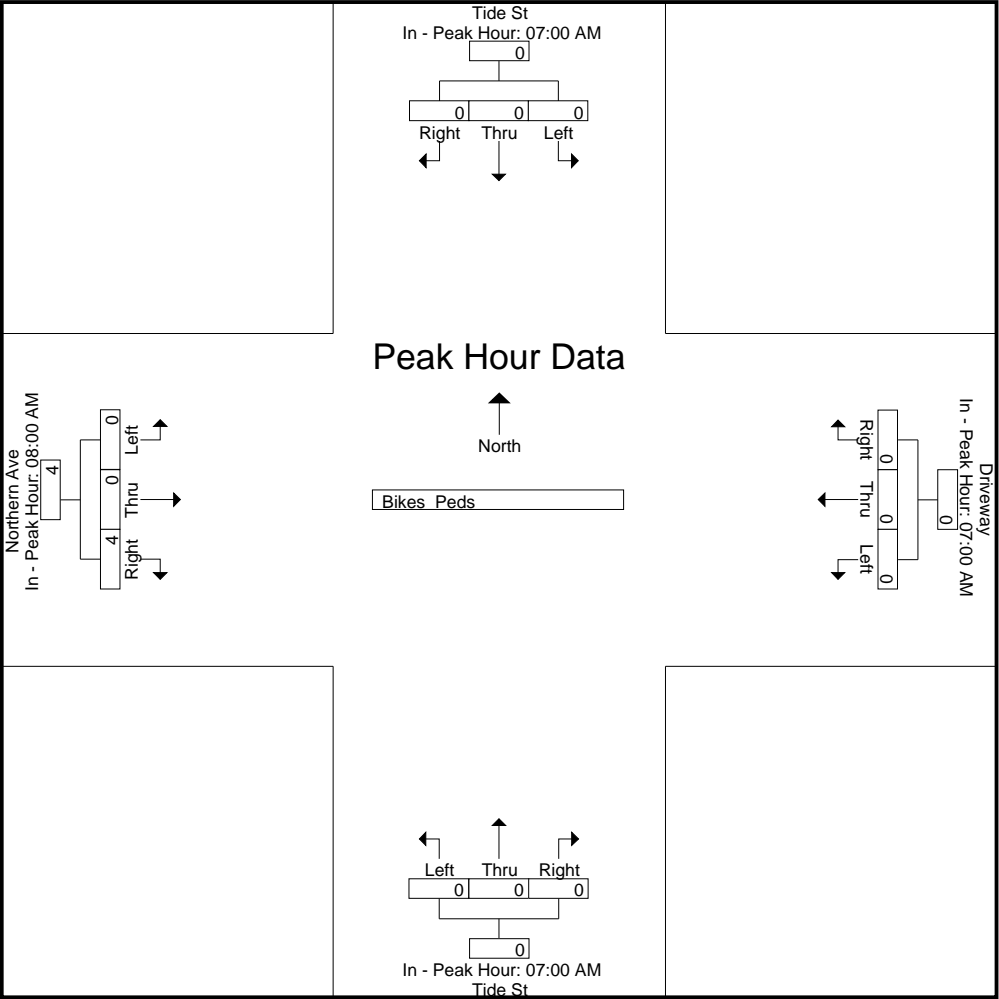 Tide St
In - Peak Hour: 07:00 AM
0
0 0 0
Right Thru Left
Peak Hour Data
North
Bikes Peds
Northern Ave
In - Peak Hour: 08:00 AM
4
0 0 4
Left Thru Right
Driveway
In - Peak Hour: 07:00 AM
0
0 0 0
Right Thru Left
Left Thru Right
0 0 0
0
In - Peak Hour: 07:00 AM
Tide St